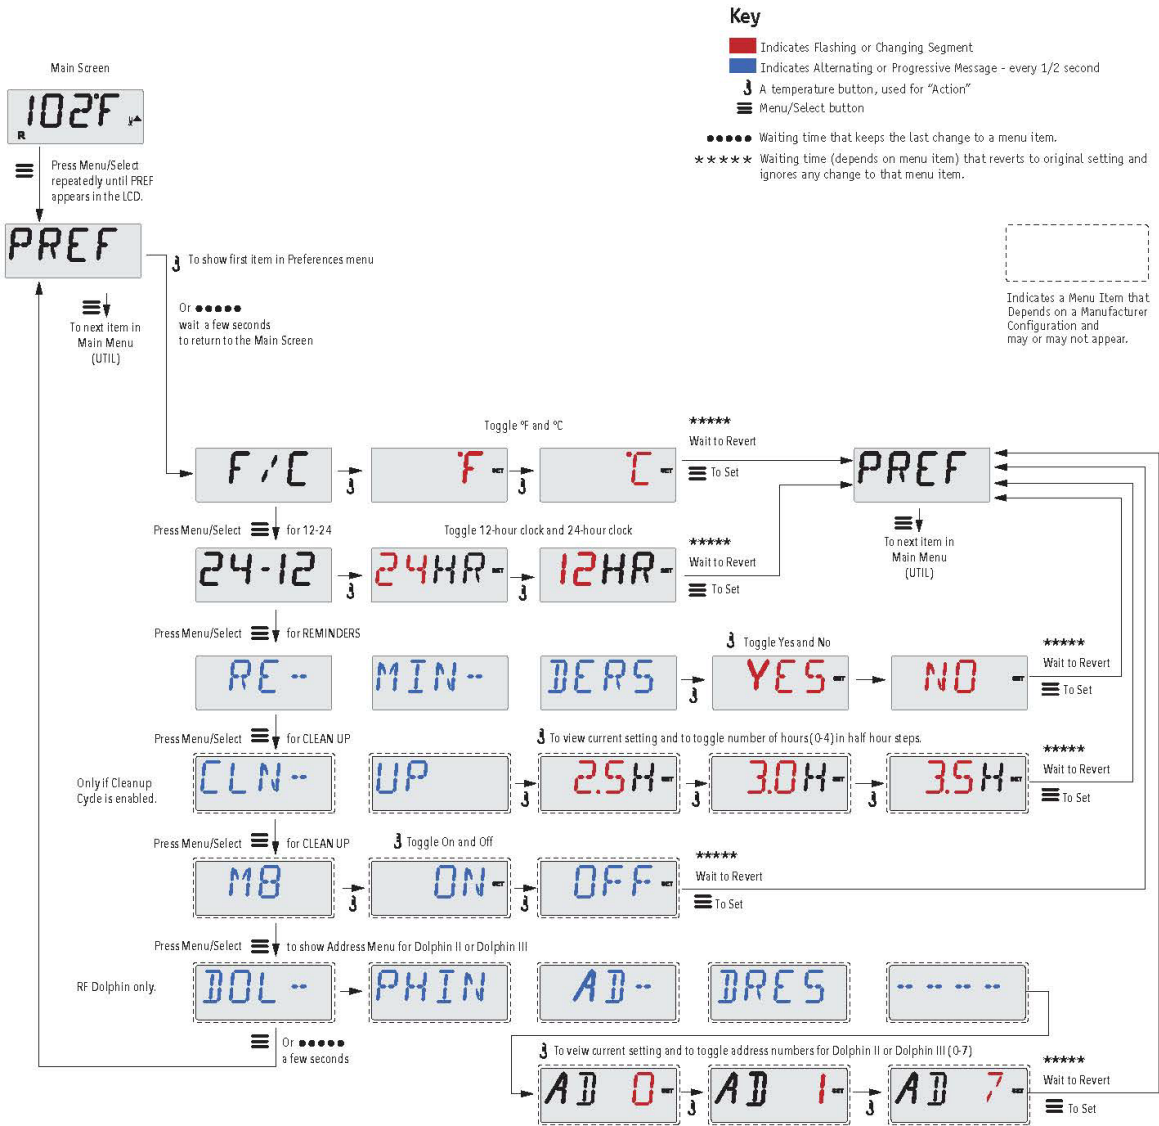 Key
Indicates Flashing or Changing Segment
Indicates Alternating or Progressive Message - every 1/2 second
A temperature button, used for "Action"
Menu/Select button
Waiting time that keeps the last change to a menu item.
***** Waiting time (depends on menu item) that reverts to original setting and
ignores any change to that menu item.
Main Screen
102°F
R
Press Menu/Select
repeatedly until PREF
appears in the LCD.
PREF
To show first item in Preferences menu
To next item in
Main Menu
(UTIL)
Or •••••
wait a few seconds
to return to the Main Screen
Indicates a Menu Item that
Depends on a Manufacturer
Configuration and
may or may not appear.
Toggle °F and °C
*****
Wait to Revert
To Set
F/C
°F SET
°C SET
PREF
To next item in
Main Menu
(UTIL)
Press Menu/Select for 12-24
Toggle 12-hour clock and 24-hour clock
*****
Wait to Revert
To Set
24-12
24HR SET
12HR SET
Press Menu/Select for REMINDERS
Toggle Yes and No
*****
Wait to Revert
To Set
RE-
MIN-
DERS
YES SET
NO SET
Press Menu/Select for CLEAN UP
To view current setting and to toggle number of hours (0-4) in half hour steps.
*****
Wait to Revert
To Set
Only if Cleanup
Cycle is enabled.
CLN-
UP
2.5H SET
3.0H SET
3.5H SET
Press Menu/Select for CLEAN UP
Toggle On and Off
*****
Wait to Revert
To Set
M8
ON SET
OFF SET
Press Menu/Select to show Address Menu for Dolphin II or Dolphin III
RF Dolphin only.
DOL-
PHIN
AD-
DRES
----
Or •••••
a few seconds
To veiw current setting and to toggle address numbers for Dolphin II or Dolphin III (0-7)
*****
Wait to Revert
To Set
AD 0 SET
AD 1 SET
AD 7 SET